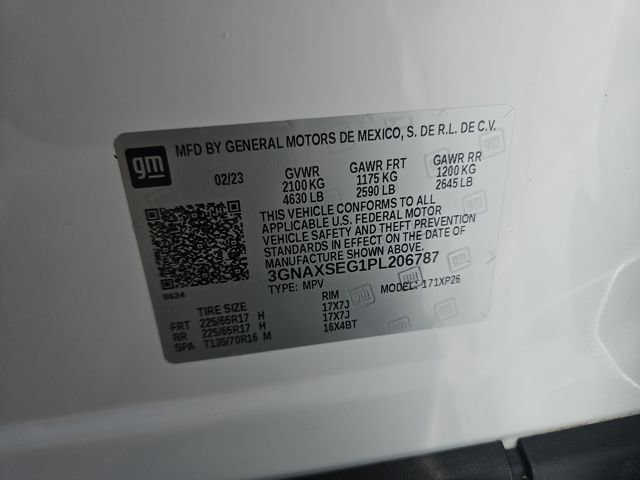 gm
MFD BY GENERAL MOTORS DE MEXICO, S. DE R.L. DE C.V.
02/23 GVWR GAWR FRT GAWR RR
2100 KG 1175 KG 1200 KG
4630 LB 2590 LB 2645 LB
THIS VEHICLE CONFORMS TO ALL
APPLICABLE U.S. FEDERAL MOTOR
VEHICLE SAFETY AND THEFT PREVENTION
STANDARDS IN EFFECT ON THE DATE OF
MANUFACTURE SHOWN ABOVE.
3GNAXSEG1PL206787
8624
TYPE: MPV MODEL: 171XP26
TIRE SIZE RIM
FRT 225/65R17 H 17X7J
RR 225/65R17 H 17X7J
SPA T135/70R16 M 16X4BT